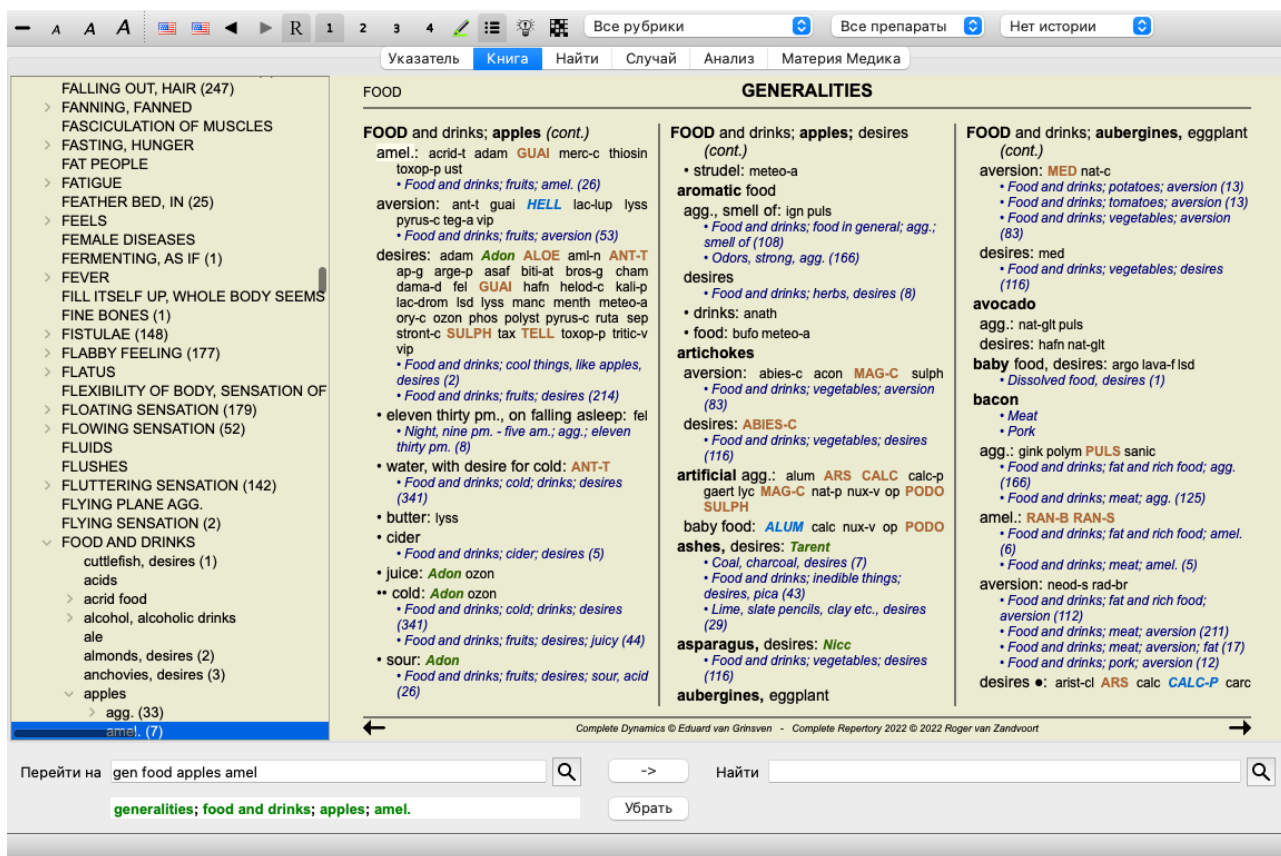 A A A R 1 2 3 4 Все рубрики Все препараты Нет истории
Указатель Книга Найти Случай Анализ Материя Медика
FALLING OUT, HAIR (247)
FANNING, FANNED
FASCICULATION OF MUSCLES
FASTING, HUNGER
FAT PEOPLE
FATIGUE
FEATHER BED, IN (25)
FEELS
FEMALE DISEASES
FERMENTING, AS IF (1)
FEVER
FILL ITSELF UP, WHOLE BODY SEEMS
FINE BONES (1)
FISTULAE (148)
FLABBY FEELING (177)
FLATUS
FLEXIBILITY OF BODY, SENSATION OF
FLOATING SENSATION (179)
FLOWING SENSATION (52)
FLUIDS
FLUSHES
FLUTTERING SENSATION (142)
FLYING PLANE AGG.
FLYING SENSATION (2)
FOOD AND DRINKS
cuttlefish, desires (1)
acids
acrid food
alcohol, alcoholic drinks
ale
almonds, desires (2)
anchovies, desires (3)
apples
agg. (33)
amel. (7)
FOOD
GENERALITIES
FOOD and drinks; apples (cont.)
amel.: acrid-t adam GUAI merc-c thiosin
toxop-p ust
• Food and drinks; fruits; amel. (26)
aversion: ant-t guai HELL lac-lup lyss
pyrus-c teg-a vip
• Food and drinks; fruits; aversion (53)
desires: adam Adon ALOE aml-n ANT-T
ap-g arge-p asaf biti-at bros-g cham
dama-d fel GUAI hafn helod-c kali-p
lac-drom lsd lyss manc menth meteo-a
ory-c ozon phos polyst pyrus-c ruta sep
stront-c SULPH tax TELL toxop-p tritic-v
vip
• Food and drinks; cool things, like apples,
desires (2)
• Food and drinks; fruits; desires (214)
• eleven thirty pm., on falling asleep: fel
• Night, nine pm. - five am.; agg.; eleven
thirty pm. (8)
• water, with desire for cold: ANT-T
• Food and drinks; cold; drinks; desires
(341)
• butter: lyss
• cider
• Food and drinks; cider; desires (5)
• juice: Adon ozon
•• cold: Adon ozon
• Food and drinks; cold; drinks; desires
(341)
• Food and drinks; fruits; desires; juicy (44)
• sour: Adon
• Food and drinks; fruits; desires; sour, acid
(26)
FOOD and drinks; apples; desires
(cont.)
• strudel: meteo-a
aromatic food
agg., smell of: ign puls
• Food and drinks; food in general; agg.;
smell of (108)
• Odors, strong, agg. (166)
desires
• Food and drinks; herbs, desires (8)
• drinks: anath
• food: bufo meteo-a
artichokes
aversion: abies-c acon MAG-C sulph
• Food and drinks; vegetables; aversion
(83)
desires: ABIES-C
• Food and drinks; vegetables; desires
(116)
artificial agg.: alum ARS CALC calc-p
gaert lyc MAG-C nat-p nux-v op PODO
SULPH
baby food: ALUM calc nux-v op PODO
ashes, desires: Tarent
• Coal, charcoal, desires (7)
• Food and drinks; inedible things;
desires, pica (43)
• Lime, slate pencils, clay etc., desires
(29)
asparagus, desires: Nicc
• Food and drinks; vegetables; desires
(116)
aubergines, eggplant
FOOD and drinks; aubergines, eggplant
(cont.)
aversion: MED nat-c
• Food and drinks; potatoes; aversion (13)
• Food and drinks; tomatoes; aversion (13)
• Food and drinks; vegetables; aversion
(83)
desires: med
• Food and drinks; vegetables; desires
(116)
avocado
agg.: nat-glt puls
desires: hafn nat-glt
baby food, desires: argo lava-f lsd
• Dissolved food, desires (1)
bacon
• Meat
• Pork
agg.: gink polym PULS sanic
• Food and drinks; fat and rich food; agg.
(166)
• Food and drinks; meat; agg. (125)
amel.: RAN-B RAN-S
• Food and drinks; fat and rich food; amel.
(6)
• Food and drinks; meat; amel. (5)
aversion: neod-s rad-br
• Food and drinks; fat and rich food;
aversion (112)
• Food and drinks; meat; aversion (211)
• Food and drinks; meat; aversion; fat (17)
• Food and drinks; pork; aversion (12)
desires ●: arist-cl ARS calc CALC-P carc
Complete Dynamics © Eduard van Grinsven - Complete Repertory 2022 © 2022 Roger van Zandvoort
Перейти на gen food apples amel -> Найти
generalities; food and drinks; apples; amel. Убрать